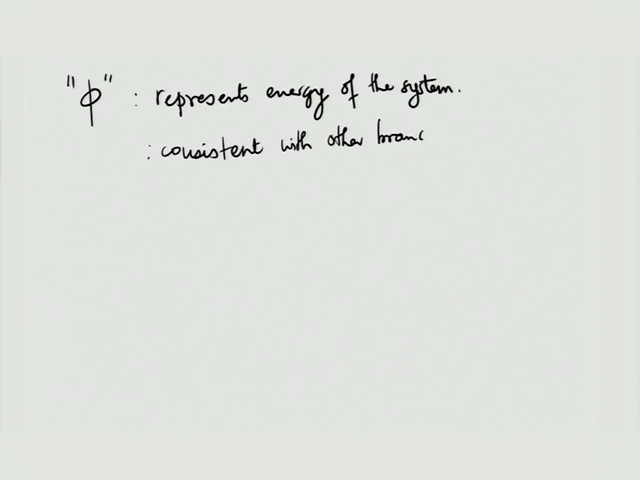 "ϕ" : represents energy of the system.
: consistent with other branc